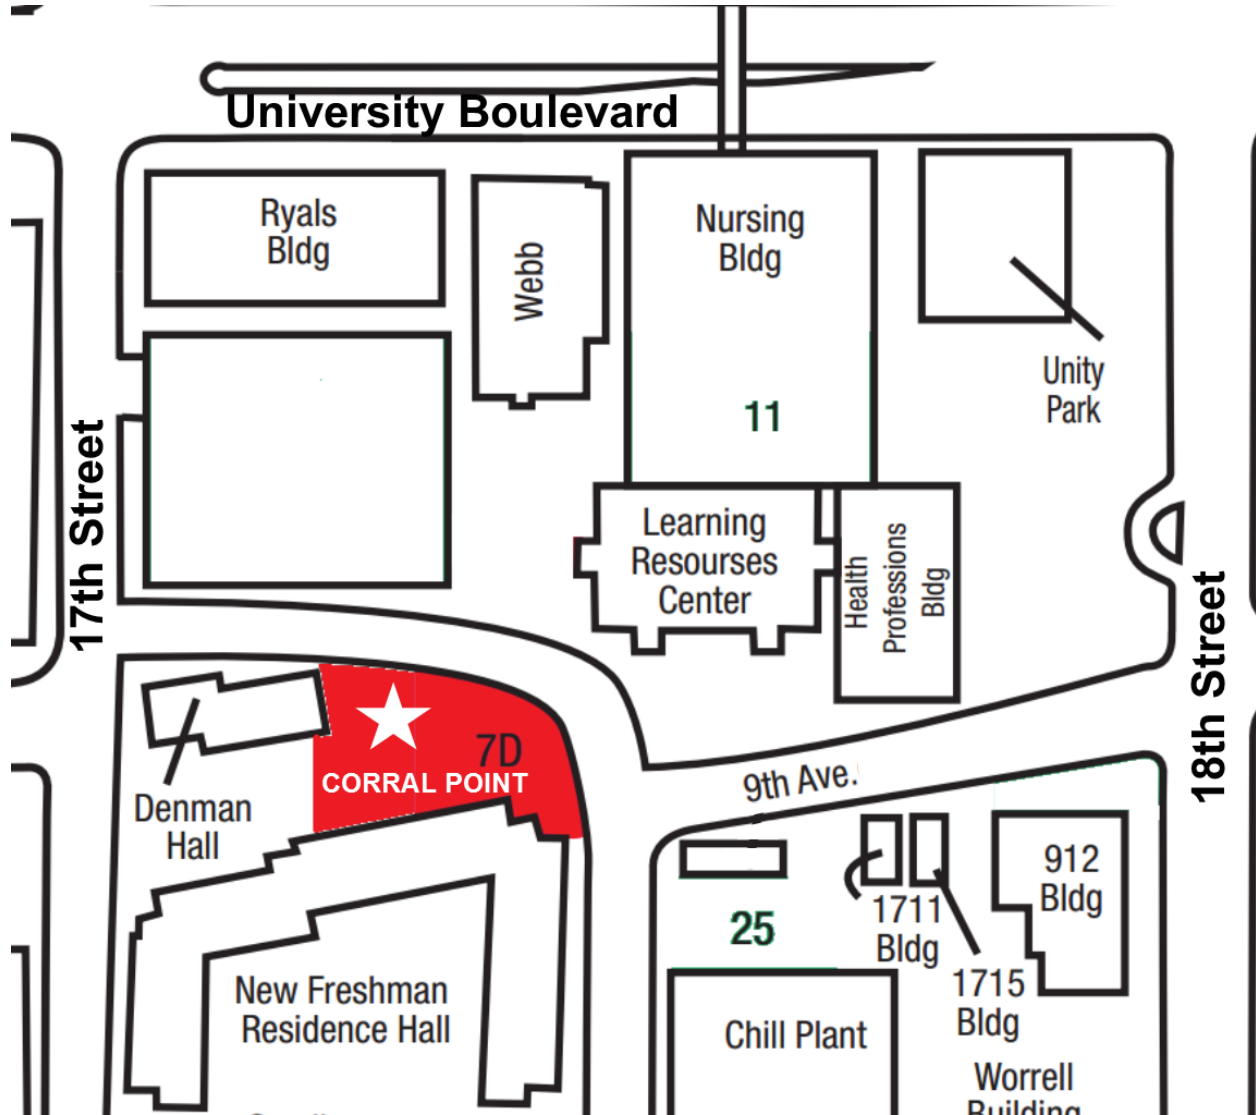 University Boulevard
Ryals
Bldg
Webb
Nursing
Bldg
11
Unity
Park
17th Street
Learning
Resourses
Center
Health
Professions
Bldg
18th Street
7D
CORRAL POINT
Denman
Hall
9th Ave.
25
1711
Bldg
1715
Bldg
912
Bldg
New Freshman
Residence Hall
Chill Plant
Worrell
Building